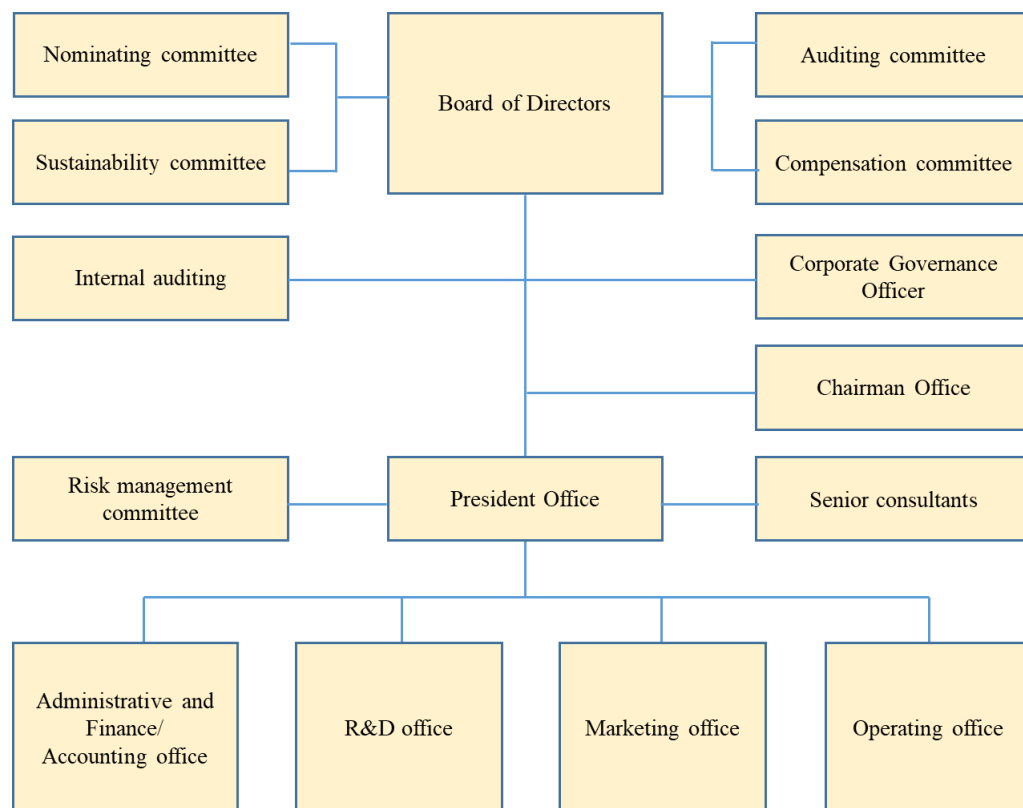 Nominating committee
Board of Directors
Auditing committee
Sustainability committee
Compensation committee
Internal auditing
Corporate Governance
Officer
Chairman Office
Risk management
committee
President Office
Senior consultants
Administrative and
Finance/
Accounting office
R&D office
Marketing office
Operating office